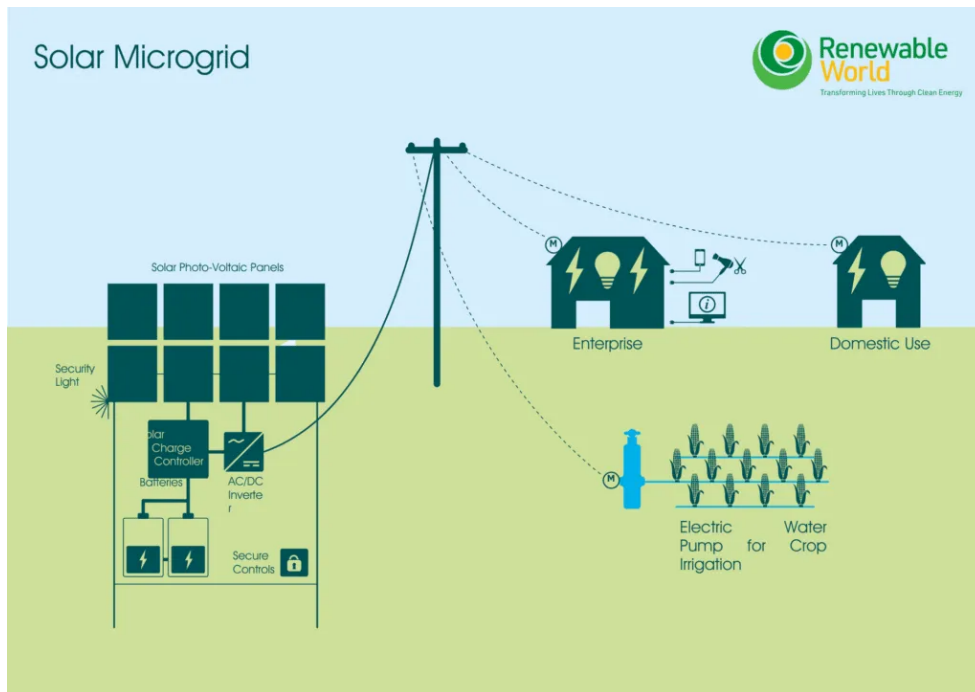 Solar Microgrid
Renewable
World
Transforming Lives Through Clean Energy
Solar Photo-Voltaic Panels
M
M
Enterprise
Domestic Use
Security
Light
olar
Charge
Controller
Batteries
AC/DC
Inverte
r
M
Secure
Controls
Electric Water
Pump for Crop
Irrigation